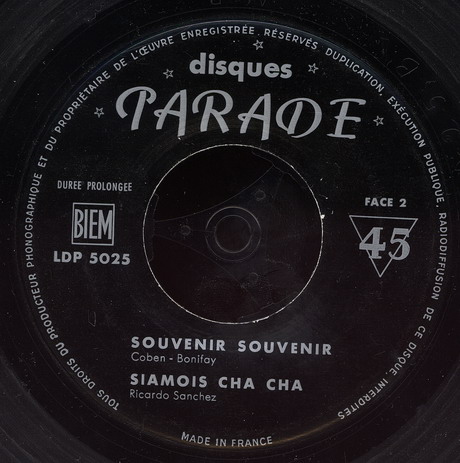 TOUS DROITS DU PRODUCTEUR PHONOGRAPHIQUE ET DU PROPRIÉTAIRE DE L'ŒUVRE ENREGISTRÉE, RÉSERVÉS, DUPLICATION, EXÉCUTION PUBLIQUE, RADIODIFFUSION DE CE DISQUE, INTERDITES
disques
PARADE
DUREE PROLONGEE
FACE 2
BIEM
45
LDP 5025
SOUVENIR SOUVENIR
Coben - Bonifay
SIAMOIS CHA CHA
Ricardo Sanchez
MADE IN FRANCE